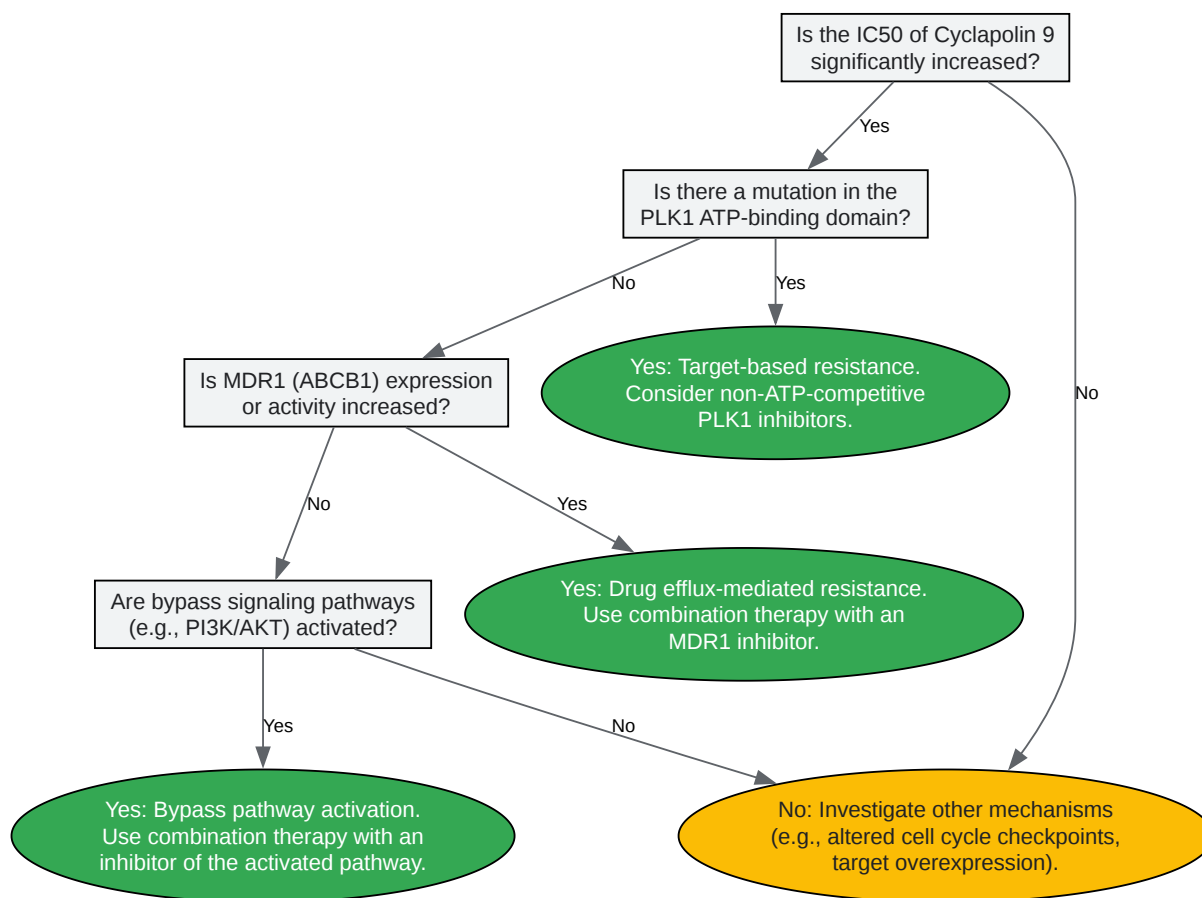 Is the IC50 of Cyclapolin 9
significantly increased?
Yes
Is there a mutation in the
PLK1 ATP-binding domain?
No
Yes
Yes: Target-based resistance.
Consider non-ATP-competitive
PLK1 inhibitors.
Is MDR1 (ABCB1) expression
or activity increased?
No
No
Yes
Yes: Drug efflux-mediated resistance.
Use combination therapy with an
MDR1 inhibitor.
Are bypass signaling pathways
(e.g., PI3K/AKT) activated?
Yes
No
Yes: Bypass pathway activation.
Use combination therapy with an
inhibitor of the activated pathway.
No: Investigate other mechanisms
(e.g., altered cell cycle checkpoints,
target overexpression).